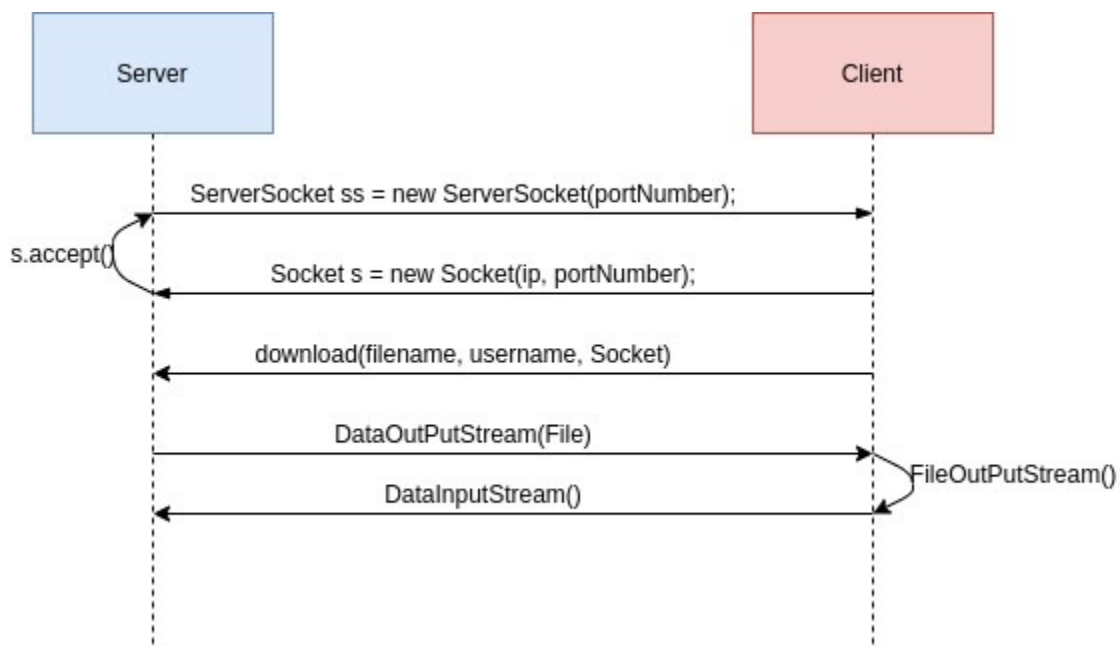 Server
Client
ServerSocket ss = new ServerSocket(portNumber);
s.accept()
Socket s = new Socket(ip, portNumber);
download(filename, username, Socket)
DataOutPutStream(File)
FileOutPutStream()
DataInputStream()